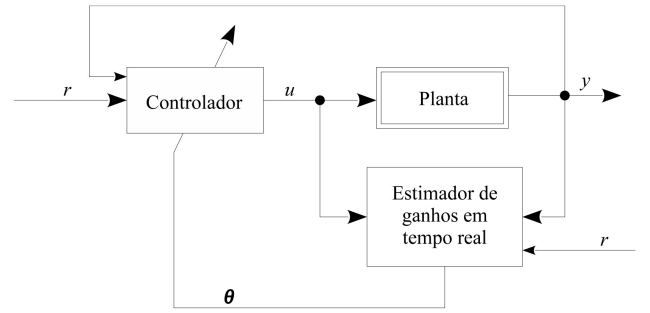 r
Controlador
u
Planta
y
Estimador de
ganhos em
tempo real
r
θ